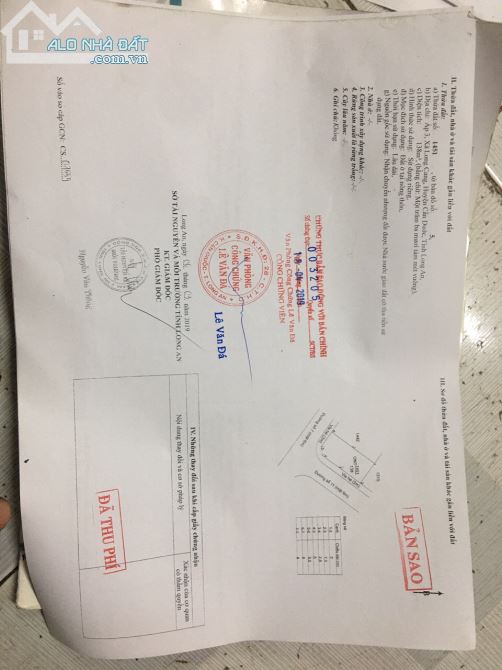 ALO NHÀ ĐẤT
.com.vn
II. Thửa đất, nhà ở và tài sản khác gắn liền với đất
1. Thửa đất:
a) Thửa đất số: 1451 , tờ bản đồ số: 5,
b) Địa chỉ: Ấp 3, Xã Long Cang, Huyện Cần Đước, Tỉnh Long An,
c) Diện tích: 138m², (bằng chữ: Một trăm ba mươi tám mét vuông),
d) Hình thức sử dụng: Sử dụng riêng,
đ) Mục đích sử dụng: Đất ở tại nông thôn,
e) Thời hạn sử dụng: Lâu dài,
g) Nguồn gốc sử dụng: Nhận chuyển nhượng đất được Nhà nước giao đất có thu tiền sử
dụng đất.
2. Nhà ở: -/-
3. Công trình xây dựng khác: -/-
4. Rừng sản xuất là rừng trồng: -/-
5. Cây lâu năm: -/-
6. Ghi chú: Không
CHỨNG THỰC BẢN SAO ĐÚNG VỚI BẢN CHÍNH
003205
Số chứng thực SCT/BS
18 -04- 2019
Văn Phòng Công Chứng Lê Văn Đá
CÔNG CHỨNG VIÊN
VĂN PHÒNG
CÔNG CHỨNG
LÊ VĂN ĐÁ
Lê Văn Đá
Long An, ngày năm 2019
SỞ TÀI NGUYÊN VÀ MÔI TRƯỜNG TỈNH LONG AN
KT. GIÁM ĐỐC
PHÓ GIÁM ĐỐC
Số vào sổ cấp GCN: CS
III. Sơ đồ thửa đất, nhà ở và tài sản khác gắn liền với đất
BẢN SAO
IV. Những thay đổi sau khi cấp giấy chứng nhận
Nội dung thay đổi và cơ sở pháp lý
Xác nhận của cơ quan
có thẩm quyền
ĐÃ THU PHÍ